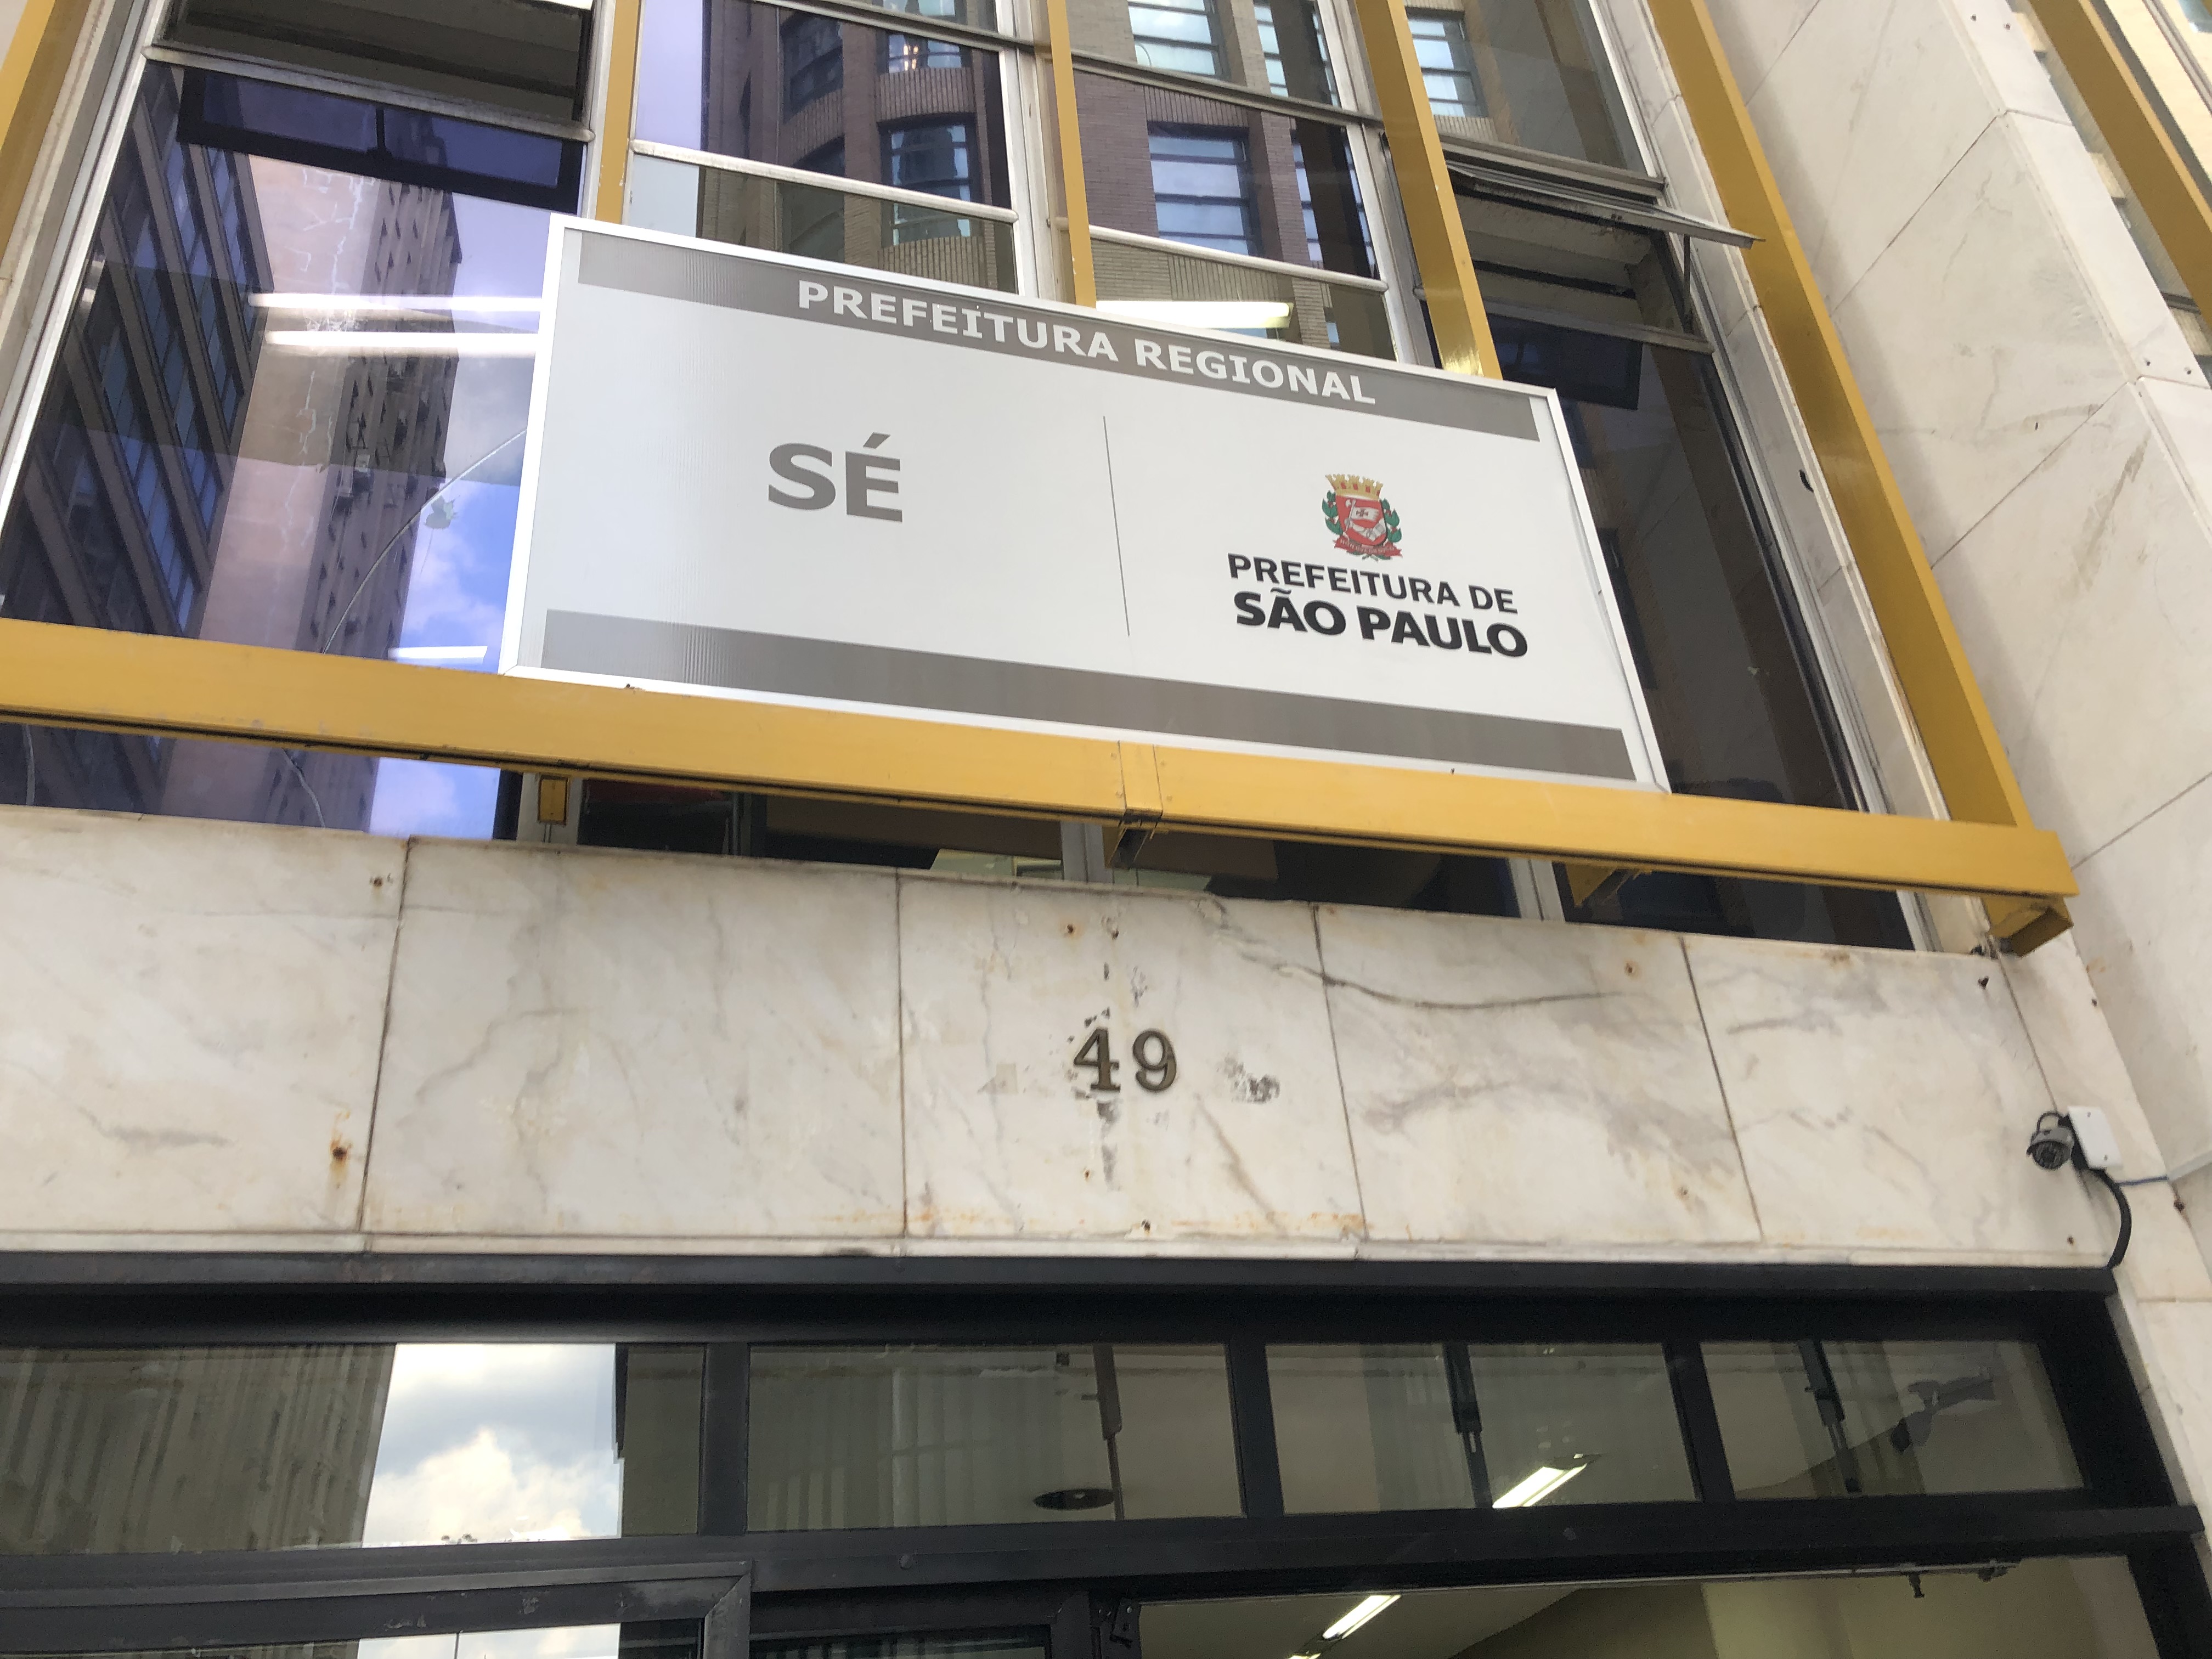 PREFEITURA REGIONAL
SÉ
PREFEITURA DE
SÃO PAULO
49